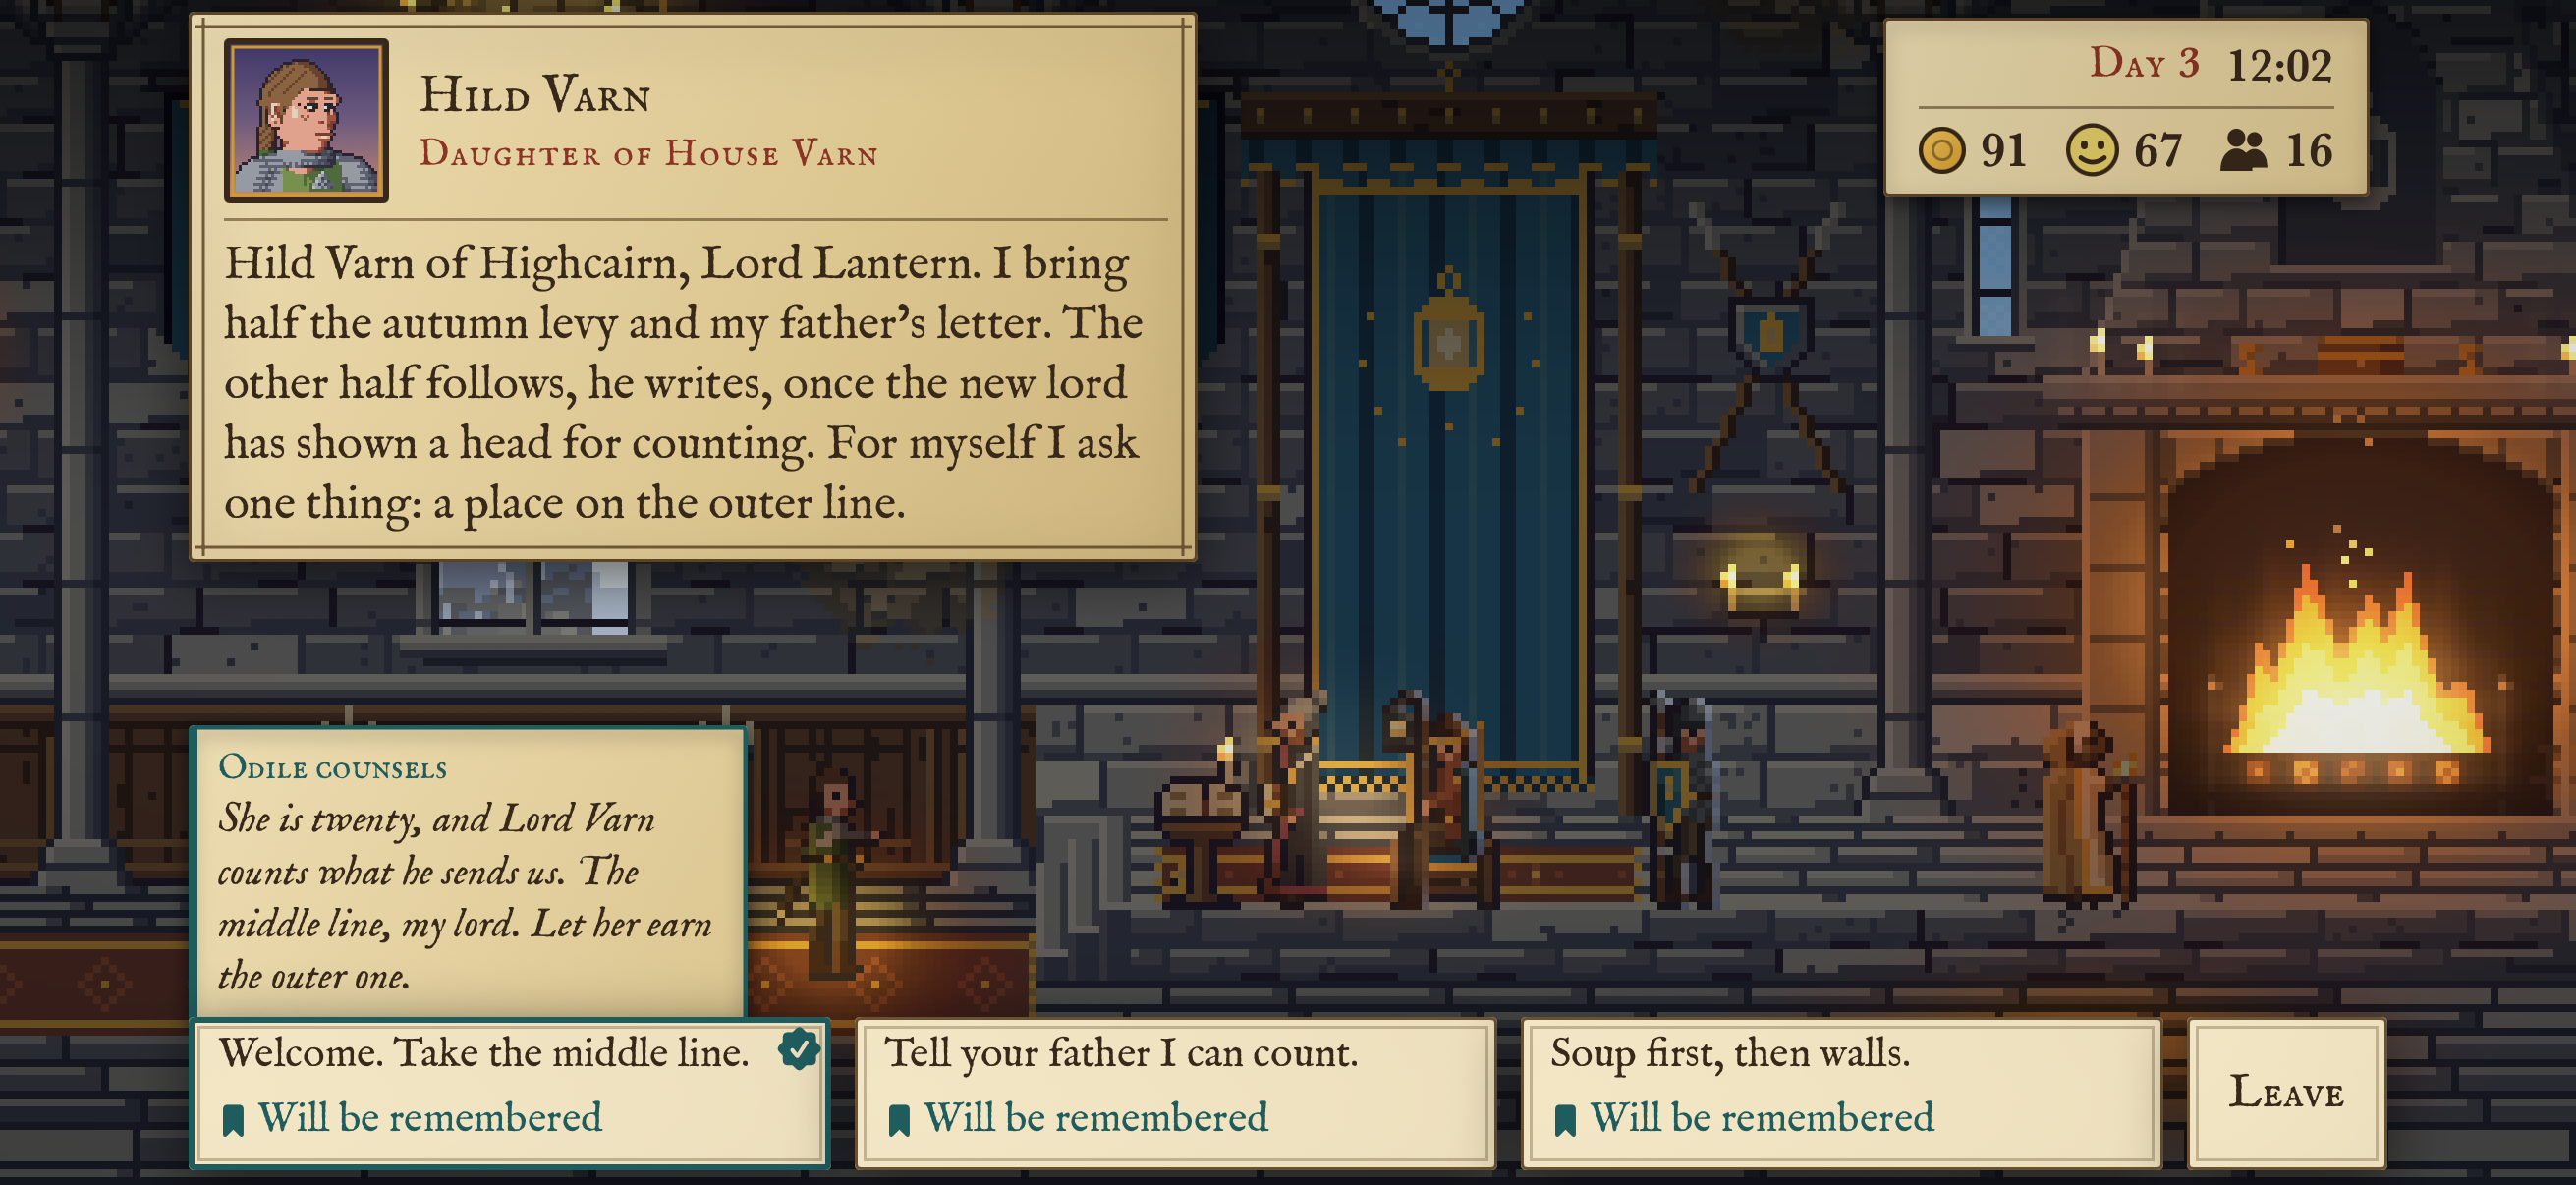 Hild Varn
Daughter of House Varn
Hild Varn of Highcairn, Lord Lantern. I bring
half the autumn levy and my father’s letter. The
other half follows, he writes, once the new lord
has shown a head for counting. For myself I ask
one thing: a place on the outer line.
Day 3 12:02
91 67 16
Odile counsels
She is twenty, and Lord Varn
counts what he sends us. The
middle line, my lord. Let her earn
the outer one.
Welcome. Take the middle line.
Will be remembered
Tell your father I can count.
Will be remembered
Soup first, then walls.
Will be remembered
Leave